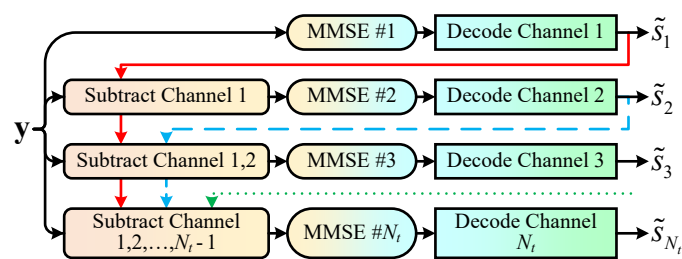 MMSE #1 Decode Channel 1 s̃₁
Subtract Channel 1 MMSE #2 Decode Channel 2 s̃₂
y
Subtract Channel 1,2 MMSE #3 Decode Channel 3 s̃₃
Subtract Channel
1,2,…,Nₜ-1
MMSE #Nₜ
Decode Channel
Nₜ
s̃_Nₜ